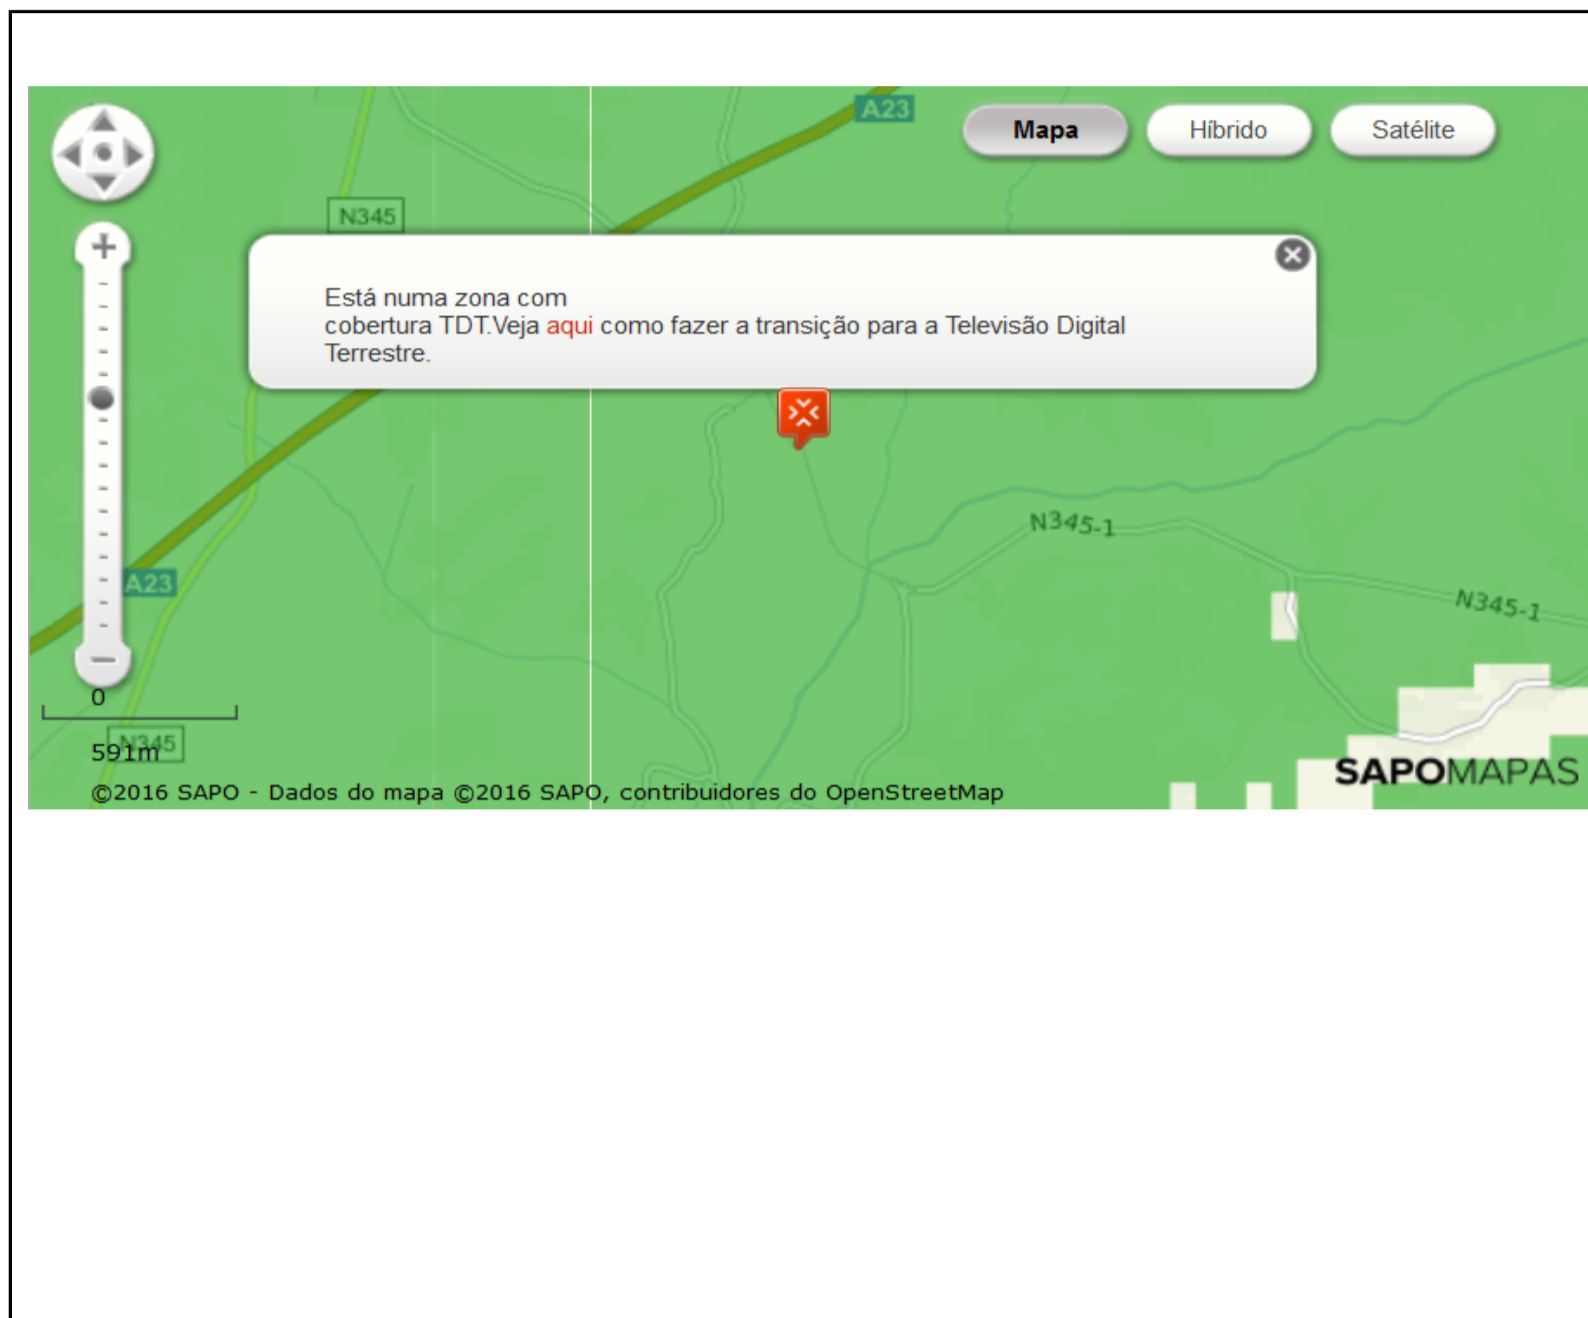 A23
Mapa
Híbrido
Satélite
N345
Está numa zona com
cobertura TDT.Veja aqui como fazer a transição para a Televisão Digital
Terrestre.
N345-1
A23
N345-1
0
N345
591m
SAPOMAPAS
©2016 SAPO - Dados do mapa ©2016 SAPO, contribuidores do OpenStreetMap